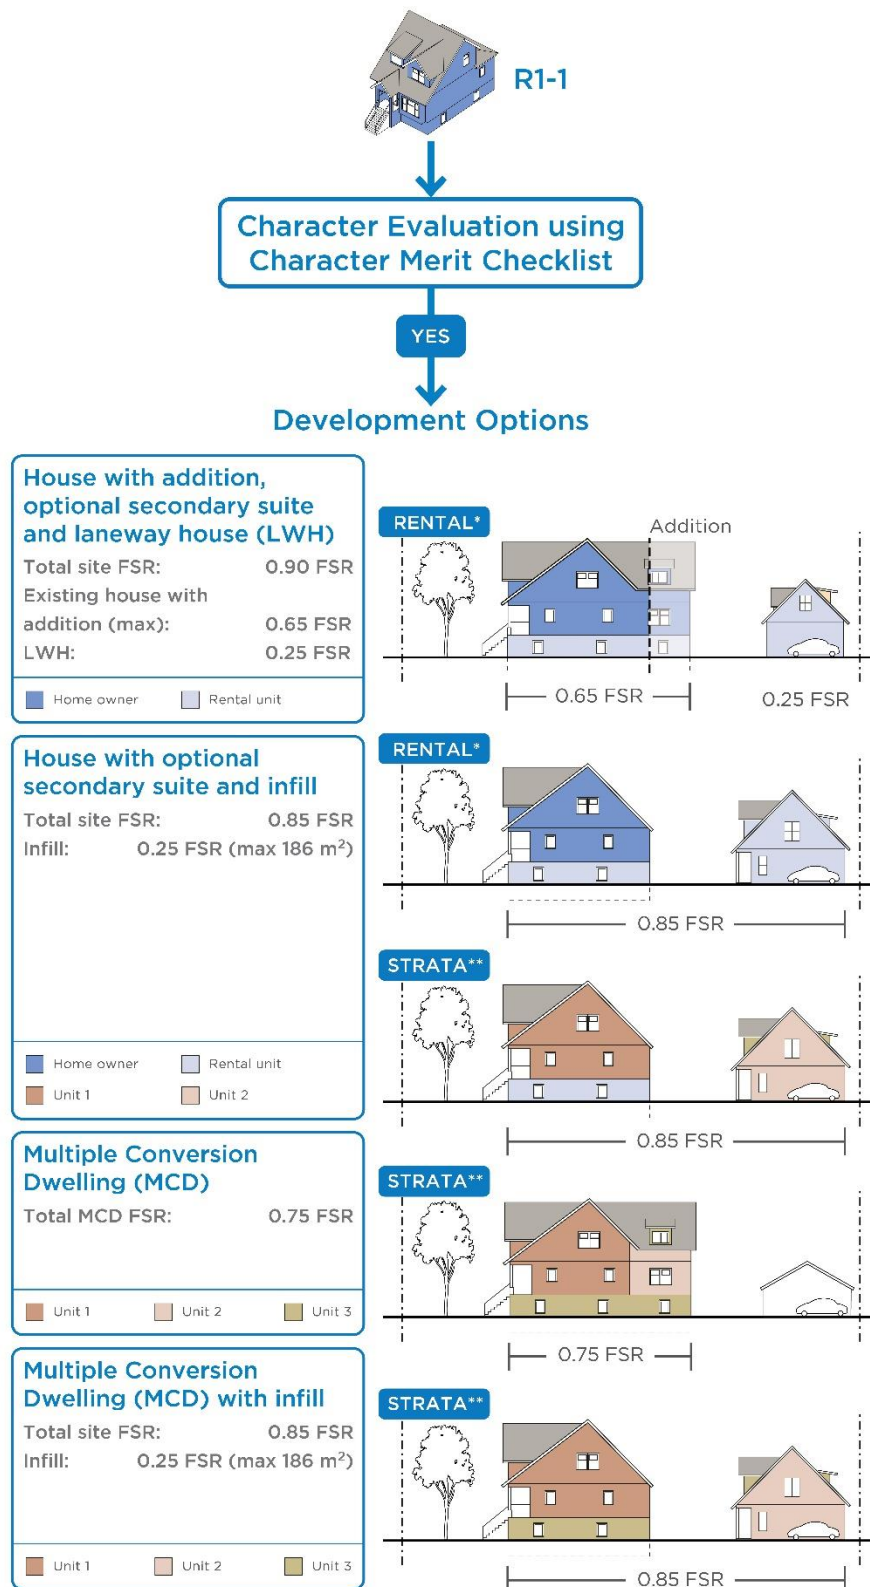 R1-1
Character Evaluation using
Character Merit Checklist
YES
Development Options
House with addition,
optional secondary suite
and laneway house (LWH)
Total site FSR: 0.90 FSR
Existing house with
addition (max): 0.65 FSR
LWH: 0.25 FSR
Home owner Rental unit
RENTAL*
Addition
0.65 FSR 0.25 FSR
House with optional
secondary suite and infill
Total site FSR: 0.85 FSR
Infill: 0.25 FSR (max 186 m²)
Home owner Rental unit
Unit 1 Unit 2
RENTAL*
0.85 FSR
STRATA**
0.85 FSR
Multiple Conversion
Dwelling (MCD)
Total MCD FSR: 0.75 FSR
Unit 1 Unit 2 Unit 3
STRATA**
0.75 FSR
Multiple Conversion
Dwelling (MCD) with infill
Total site FSR: 0.85 FSR
Infill: 0.25 FSR (max 186 m²)
Unit 1 Unit 2 Unit 3
STRATA**
0.85 FSR